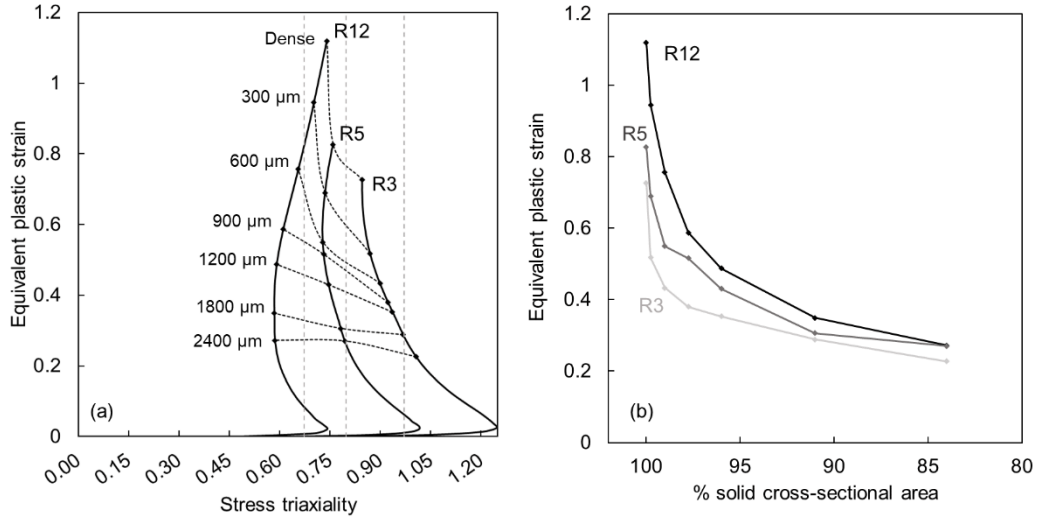 1.2
1
0.8
0.6
0.4
0.2
0
Equivalent plastic strain
Dense
R12
300 µm
R5
600 µm
R3
900 µm
1200 µm
1800 µm
2400 µm
(a)
0.00 0.15 0.30 0.45 0.60 0.75 0.90 1.05 1.20
Stress triaxiality
1.2
1
0.8
0.6
0.4
0.2
0
Equivalent plastic strain
R12
R5
R3
(b)
100 95 90 85 80
% solid cross-sectional area